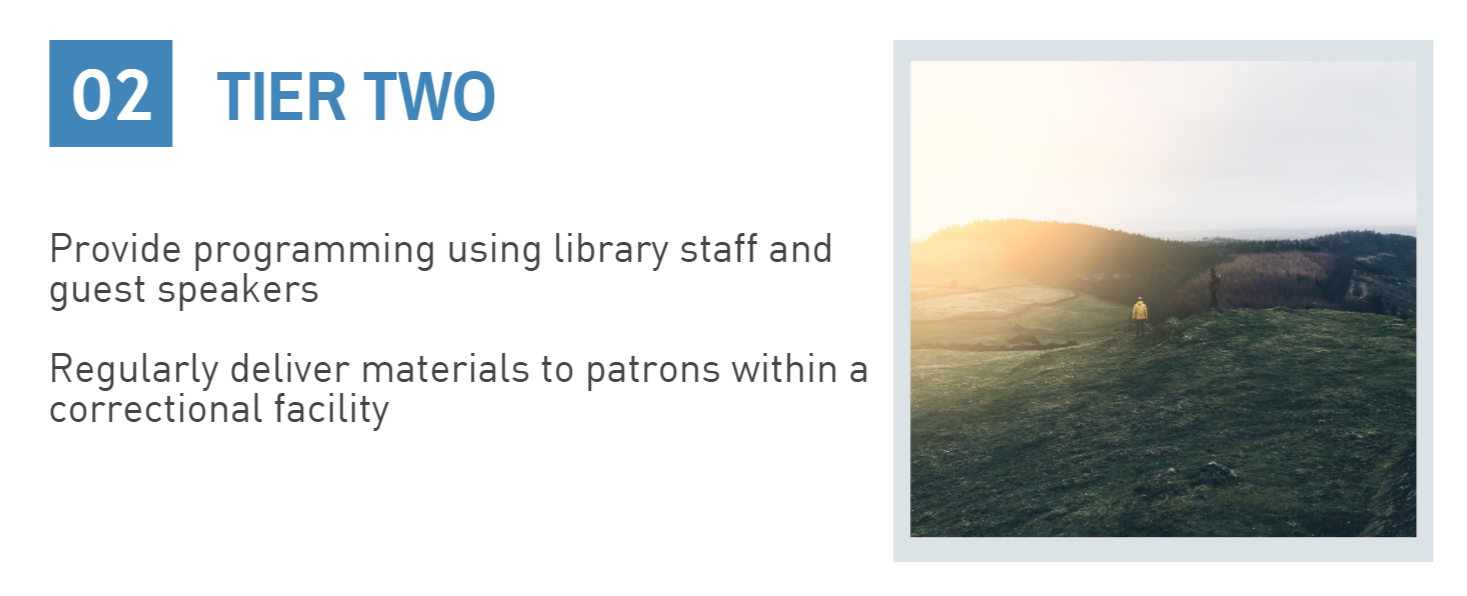 02 TIER TWO
Provide programming using library staff and
guest speakers
Regularly deliver materials to patrons within a
correctional facility